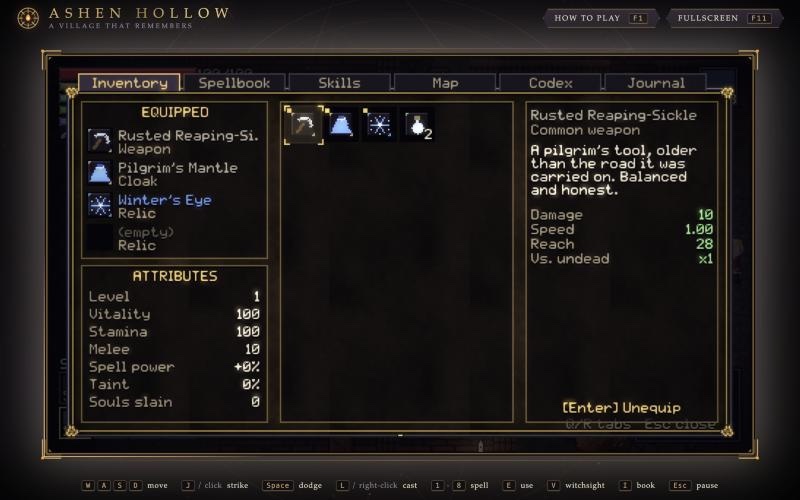 ASHEN HOLLOW
A VILLAGE THAT REMEMBERS
HOW TO PLAY F1
FULLSCREEN F11
Inventory Spellbook Skills Map Codex Journal
EQUIPPED
Rusted Reaping-Si.
Weapon
Pilgrim's Mantle
Cloak
Winter's Eye
Relic
(empty)
Relic
ATTRIBUTES
Level 1
Vitality 100
Stamina 100
Melee 10
Spell power +0%
Taint 0%
Souls slain 0
2
Rusted Reaping-Sickle
Common weapon
A pilgrim's tool, older
than the road it was
carried on. Balanced
and honest.
Damage 10
Speed 1.00
Reach 28
Vs. undead x1
[Enter] Unequip
Q/R tabs Esc close
W A S D move J / click strike Space dodge L / right-click cast 1 - 8 spell E use V witchsight I book Esc pause